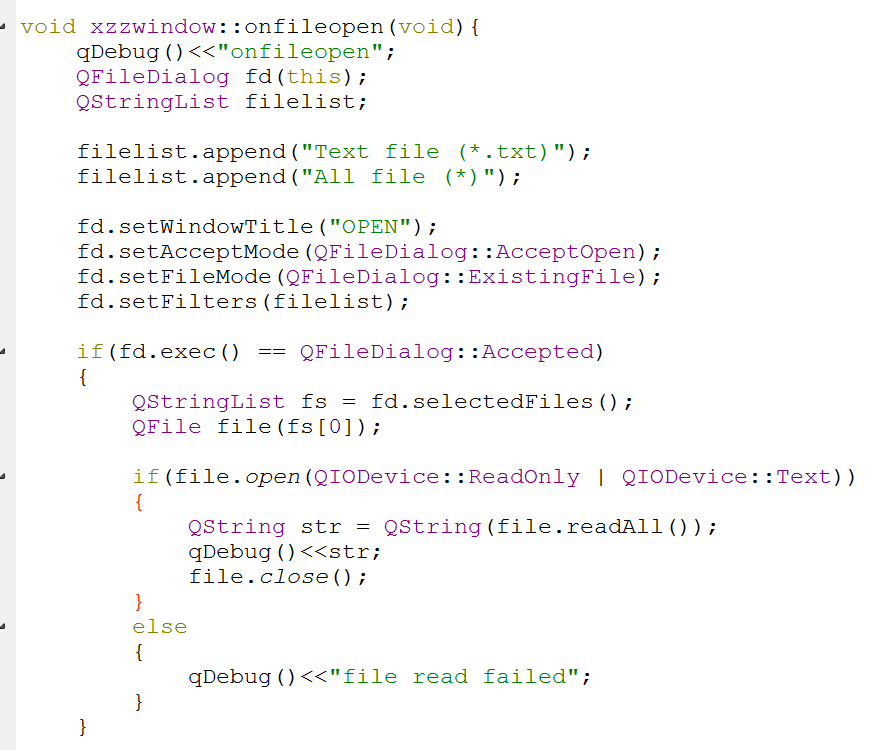 void xzzwindow::onfileopen(void){
    qDebug()<<"onfileopen";
    QFileDialog fd(this);
    QStringList filelist;

    filelist.append("Text file (*.txt)");
    filelist.append("All file (*)");

    fd.setWindowTitle("OPEN");
    fd.setAcceptMode(QFileDialog::AcceptOpen);
    fd.setFileMode(QFileDialog::ExistingFile);
    fd.setFilters(filelist);

    if(fd.exec() == QFileDialog::Accepted)
    {
        QStringList fs = fd.selectedFiles();
        QFile file(fs[0]);

        if(file.open(QIODevice::ReadOnly | QIODevice::Text))
        {
            QString str = QString(file.readAll());
            qDebug()<<str;
            file.close();
        }
        else
        {
            qDebug()<<"file read failed";
        }
    }